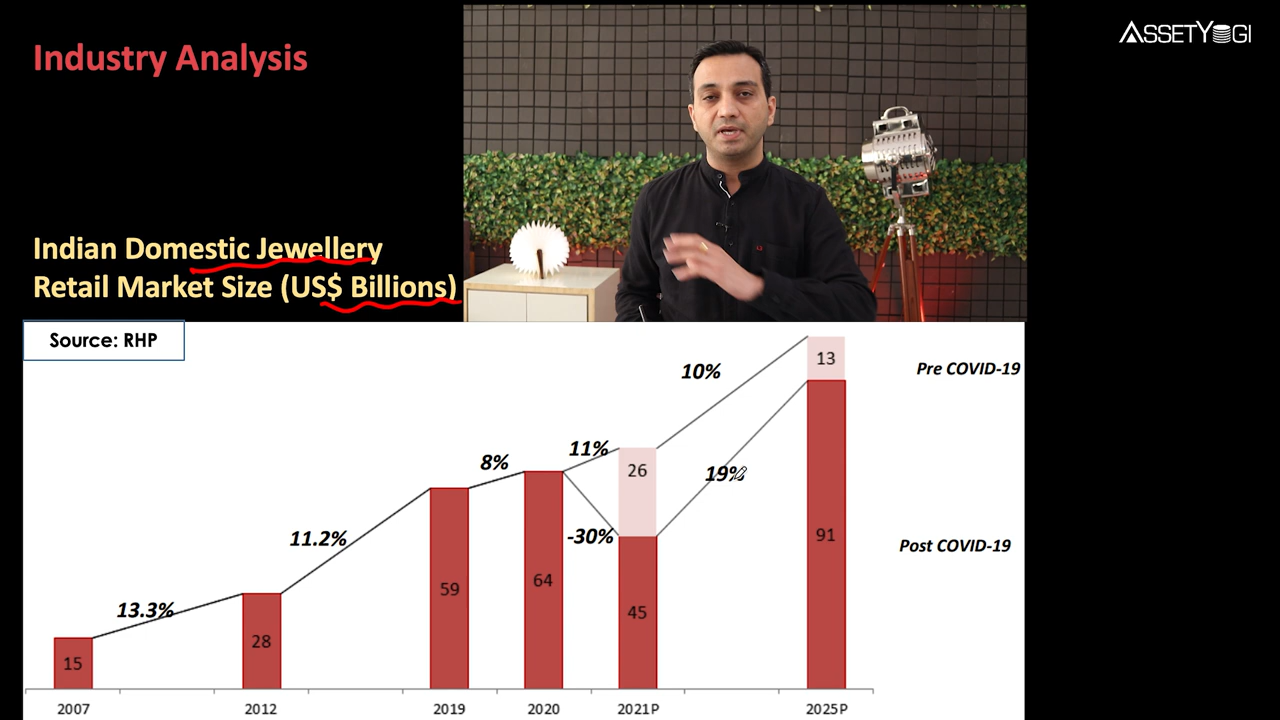 Industry Analysis
ASSETYOGI
Indian Domestic Jewellery
Retail Market Size (US$ Billions)
Source: RHP
13
10%
Pre COVID-19
11%
8%
26
19%
11.2%
-30%
91
Post COVID-19
64
59
45
13.3%
28
15
2007
2012
2019
2020
2021P
2025P